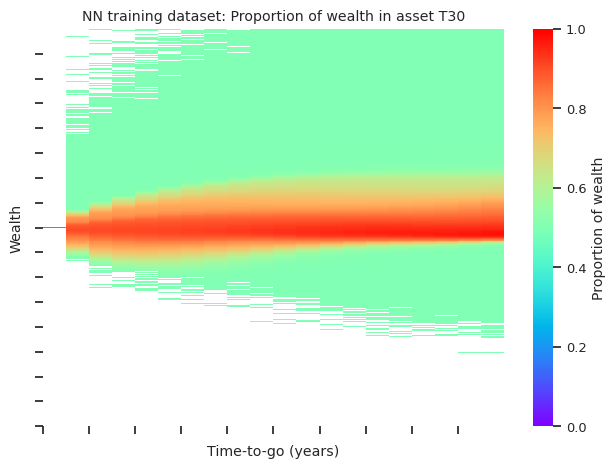 NN training dataset: Proportion of wealth in asset T30
Wealth
Time-to-go (years)
1.0
0.8
0.6
0.4
0.2
0.0
Proportion of wealth